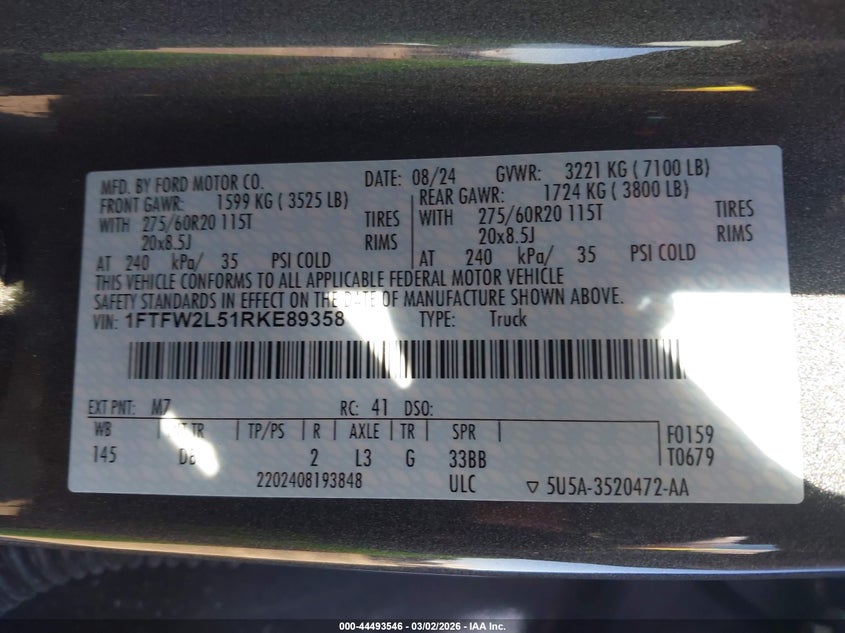 MFD. BY FORD MOTOR CO. DATE: 08/24 GVWR: 3221 KG ( 7100 LB)
FRONT GAWR: 1599 KG ( 3525 LB) REAR GAWR: 1724 KG ( 3800 LB)
WITH 275/60R20 115T TIRES WITH 275/60R20 115T TIRES
20x8.5J RIMS 20x8.5J RIMS
AT 240 kPa/ 35 PSI COLD AT 240 kPa/ 35 PSI COLD
THIS VEHICLE CONFORMS TO ALL APPLICABLE FEDERAL MOTOR VEHICLE
SAFETY STANDARDS IN EFFECT ON THE DATE OF MANUFACTURE SHOWN ABOVE.
VIN: 1FTFW2L51RKE89358 TYPE: Truck
EXT PNT: M7 RC: 41 DSO:
WB TR TP/PS R AXLE TR SPR F0159
145 2 L3 G 33BB T0679
2202408193848 ULC ▽ 5U5A-3520472-AA
000-44493546 - 03/02/2026 - IAA Inc.